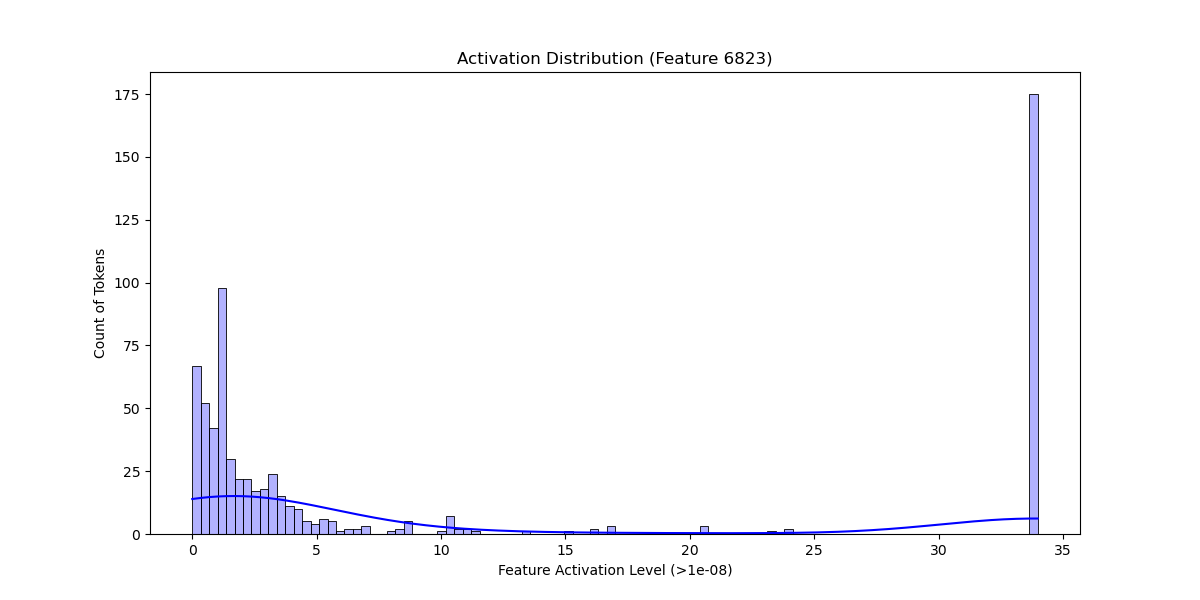 Activation Distribution (Feature 6823)
175
150
125
100
75
50
25
0
Count of Tokens
0 5 10 15 20 25 30 35
Feature Activation Level (>1e-08)